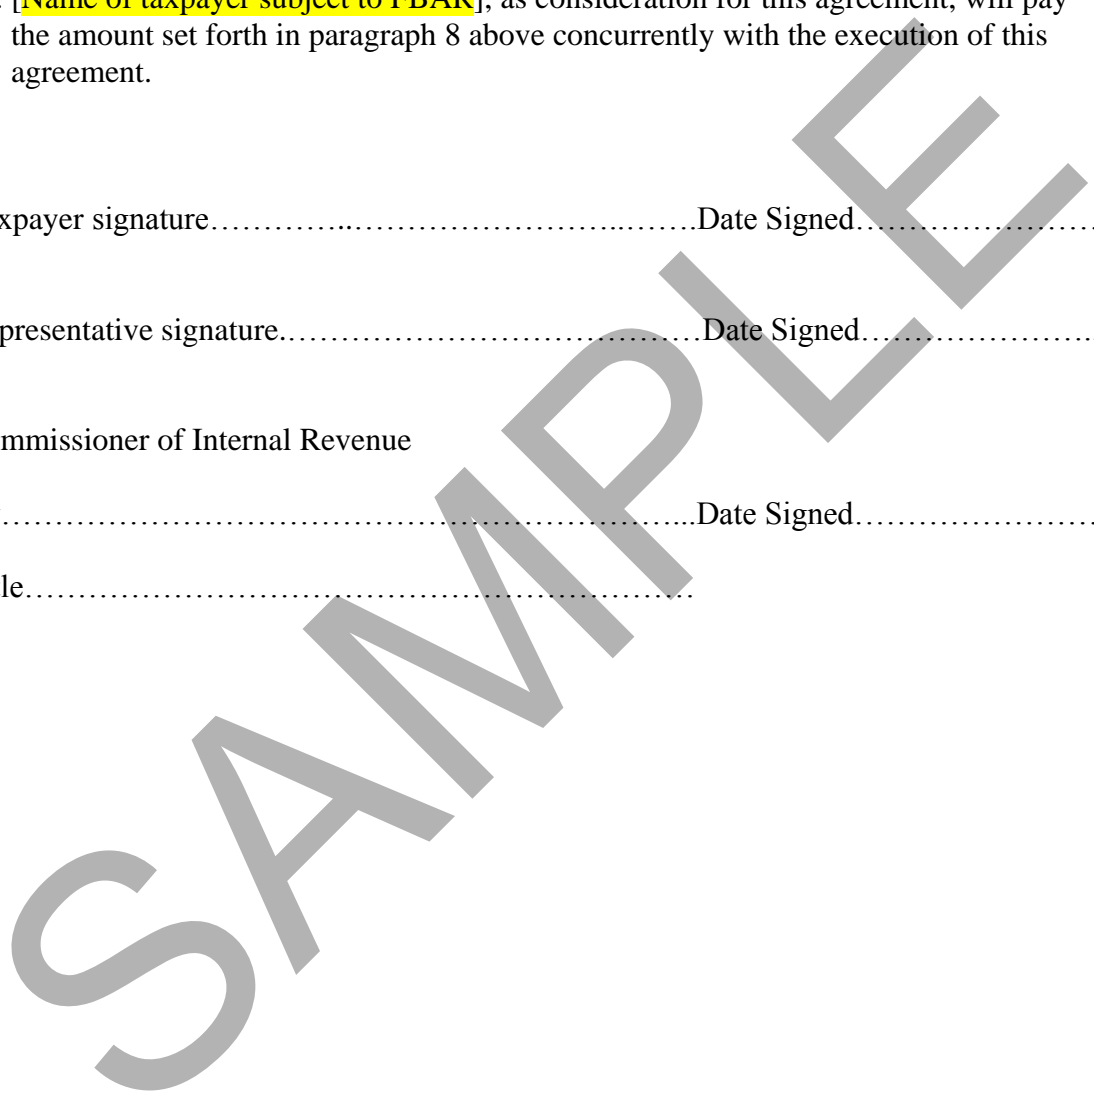 . [Name of taxpayer subject to FBAR], as consideration for this agreement, will pay
the amount set forth in paragraph 8 above concurrently with the execution of this
agreement.
xpayer signature…………..…………………………..…….Date Signed……………………
presentative signature.…………………………………….Date Signed……………………..
mmissioner of Internal Revenue
…………………………………………………………………...Date Signed……………………
le…………………………………………………………….
SAMPLE